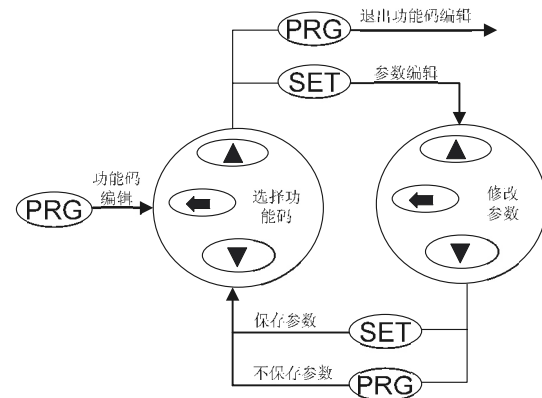 PRG
退出功能码编辑
SET
参数编辑
功能码
编辑
PRG
选择功
能码
修改
参数
保存参数
SET
不保存参数
PRG